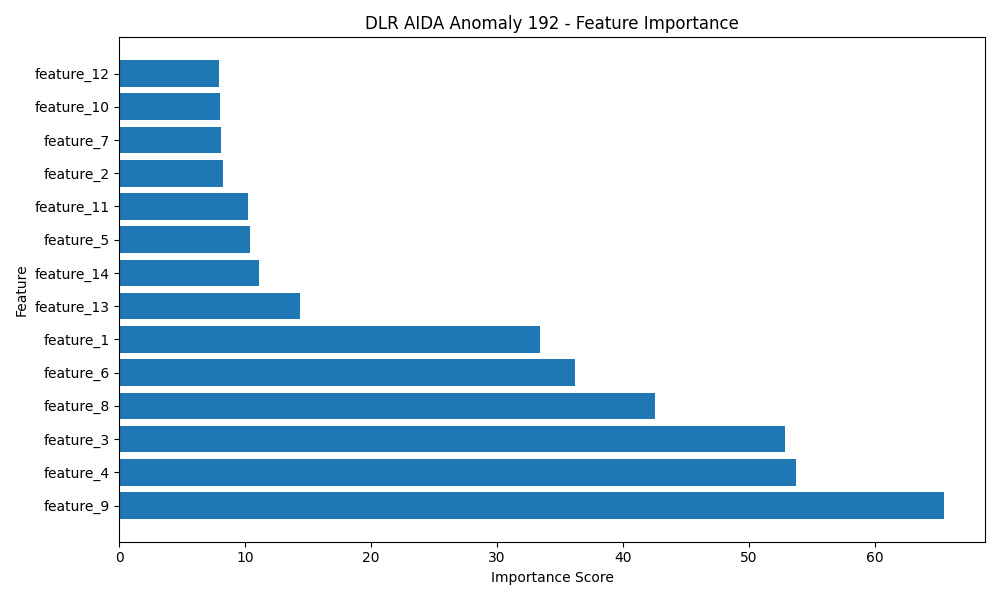 DLR AIDA Anomaly 192 - Feature Importance
feature_12
feature_10
feature_7
feature_2
feature_11
feature_5
feature_14
feature_13
feature_1
feature_6
feature_8
feature_3
feature_4
feature_9
Feature
0 10 20 30 40 50 60
Importance Score